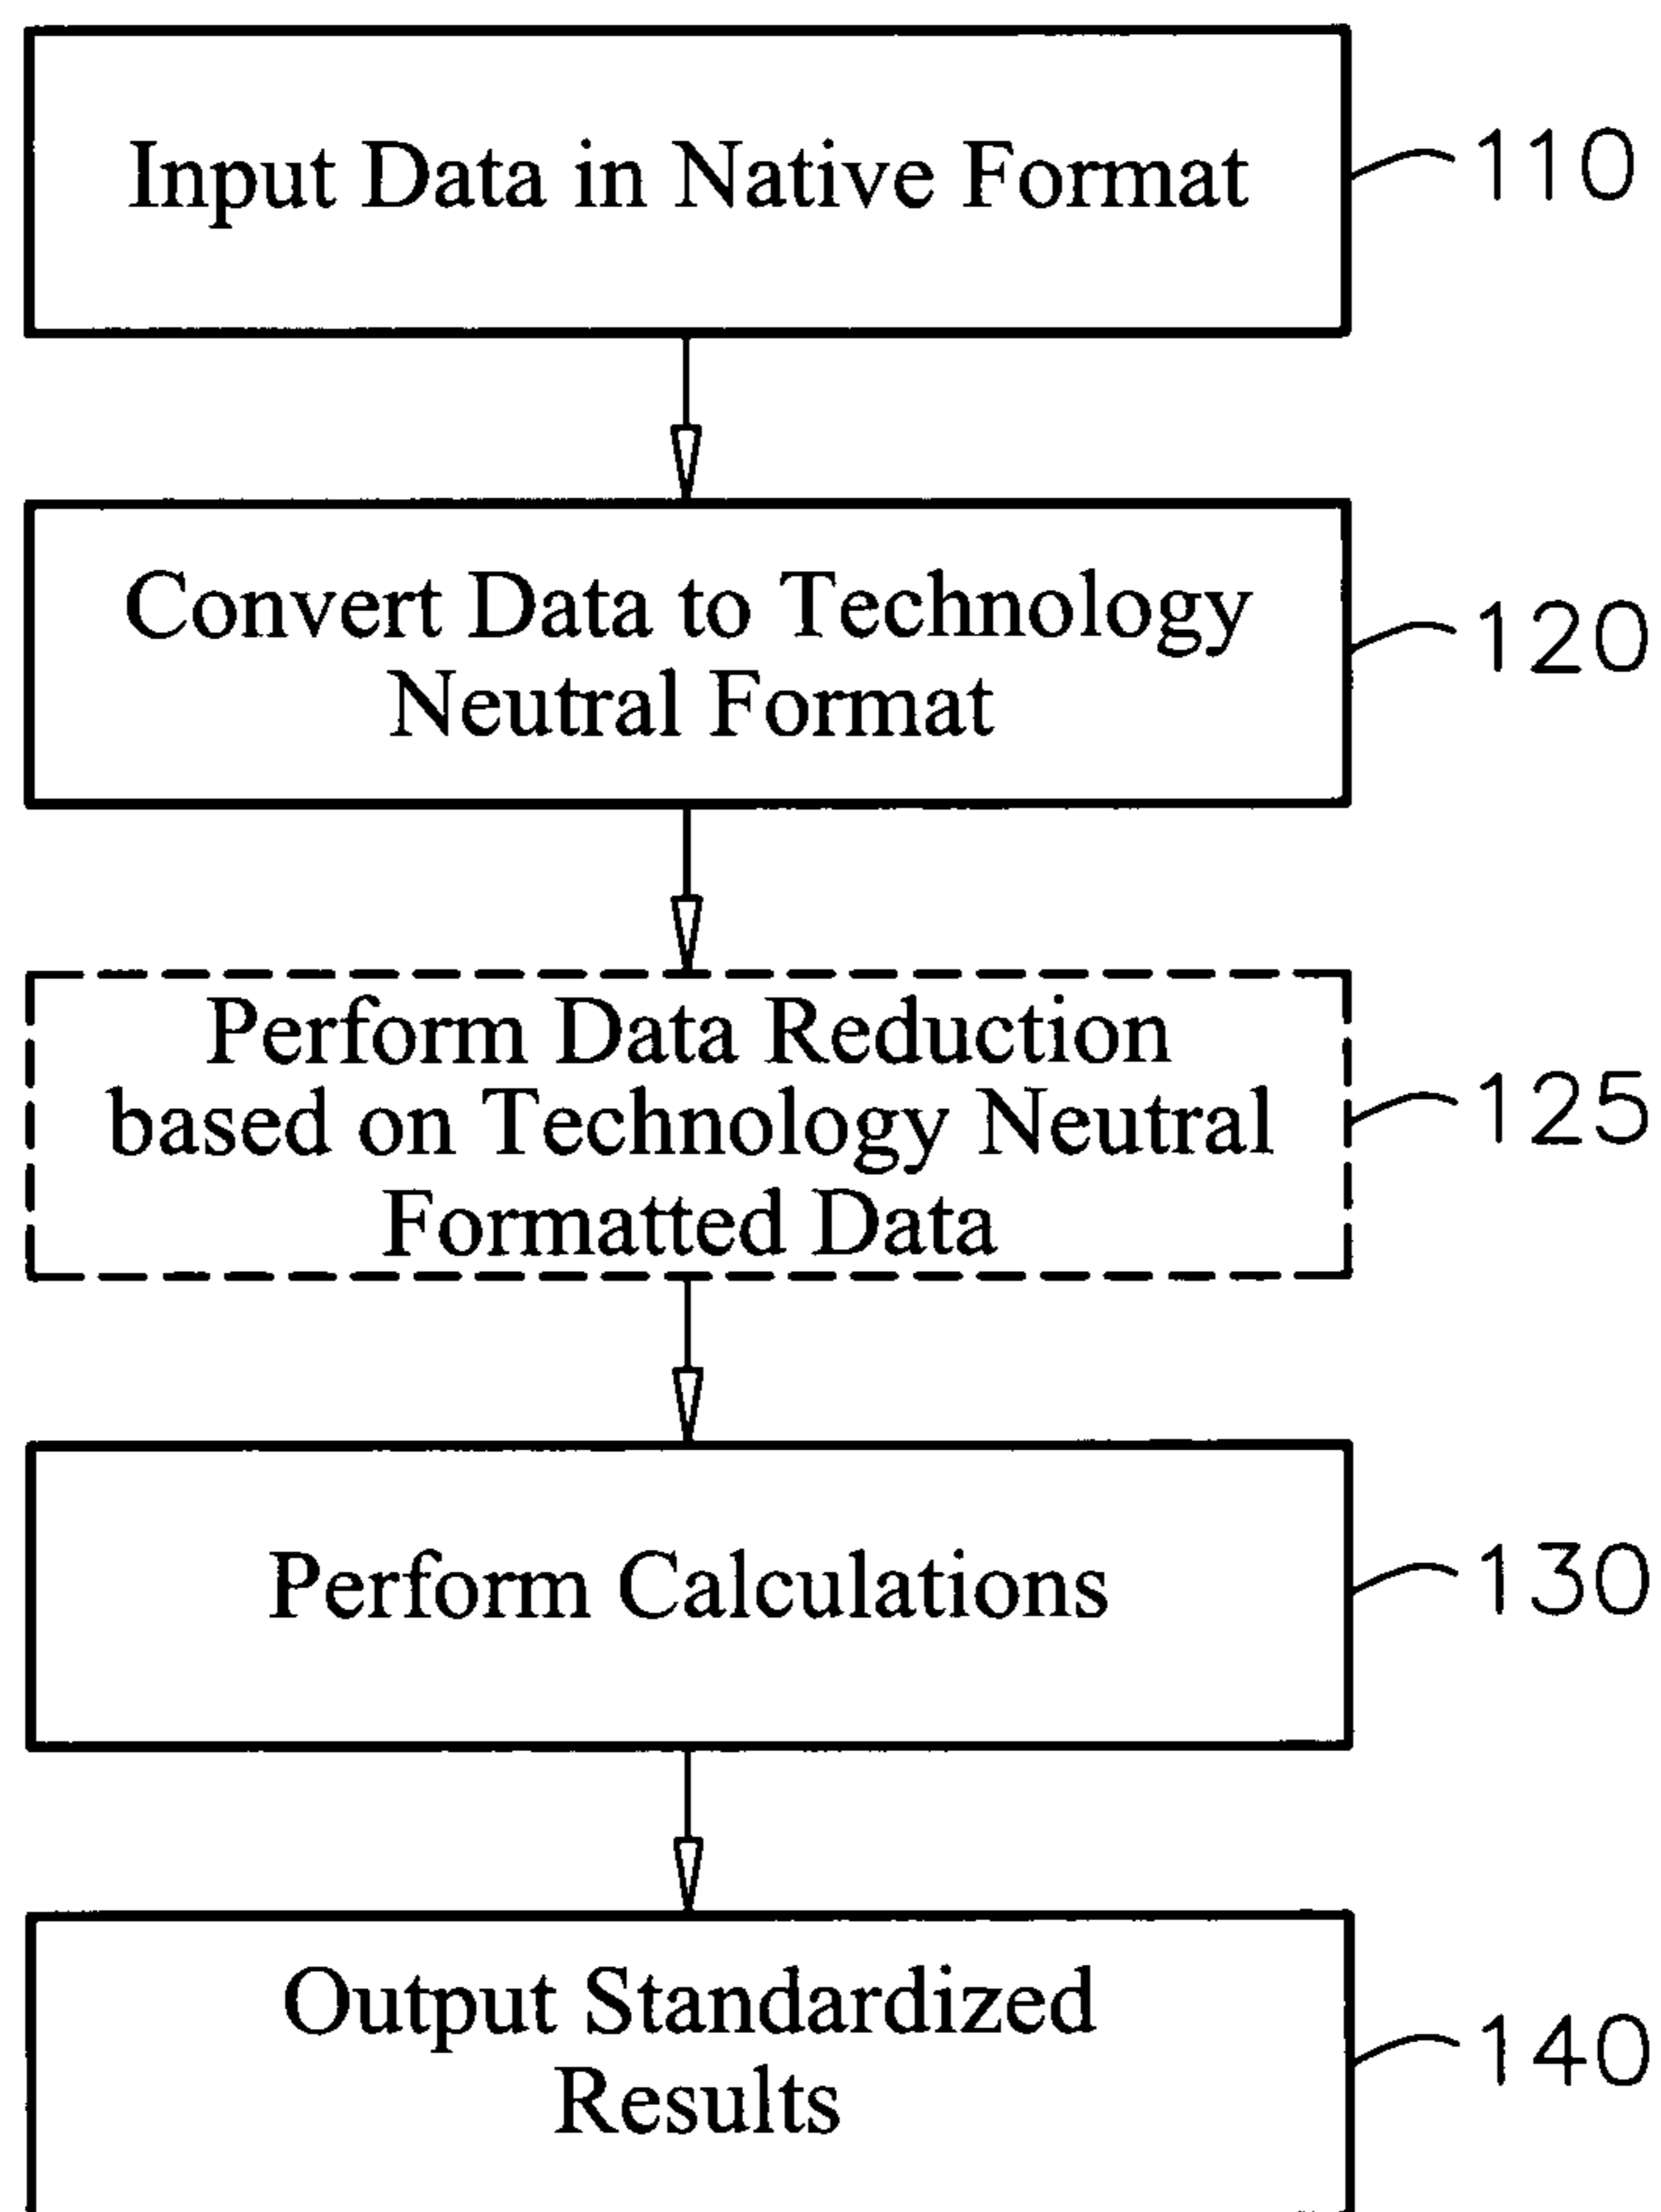 Input Data in Native Format
110
Convert Data to Technology
Neutral Format
120
Perform Data Reduction
based on Technology Neutral
Formatted Data
125
Perform Calculations
130
Output Standardized
Results
140